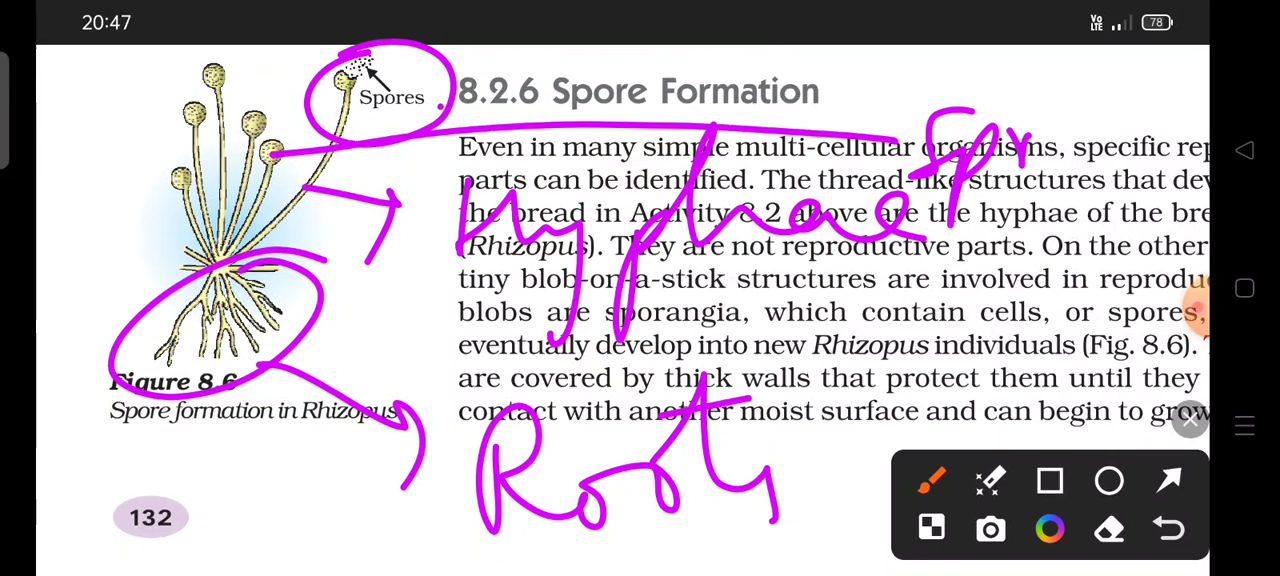 20:47
Vo
LTE
78
Spores
8.2.6 Spore Formation
Even in many simple multi-cellular organisms, specific rep
parts can be identified. The thread-like structures that dev
the bread in Activity 8.2 above are the hyphae of the bre
(Rhizopus). They are not reproductive parts. On the other
tiny blob-on-a-stick structures are involved in reprodu
blobs are sporangia, which contain cells, or spores,
eventually develop into new Rhizopus individuals (Fig. 8.6).
are covered by thick walls that protect them until they
contact with another moist surface and can begin to grow
Figure 8.6
Spore formation in Rhizopus
132
Hyphae
Roots